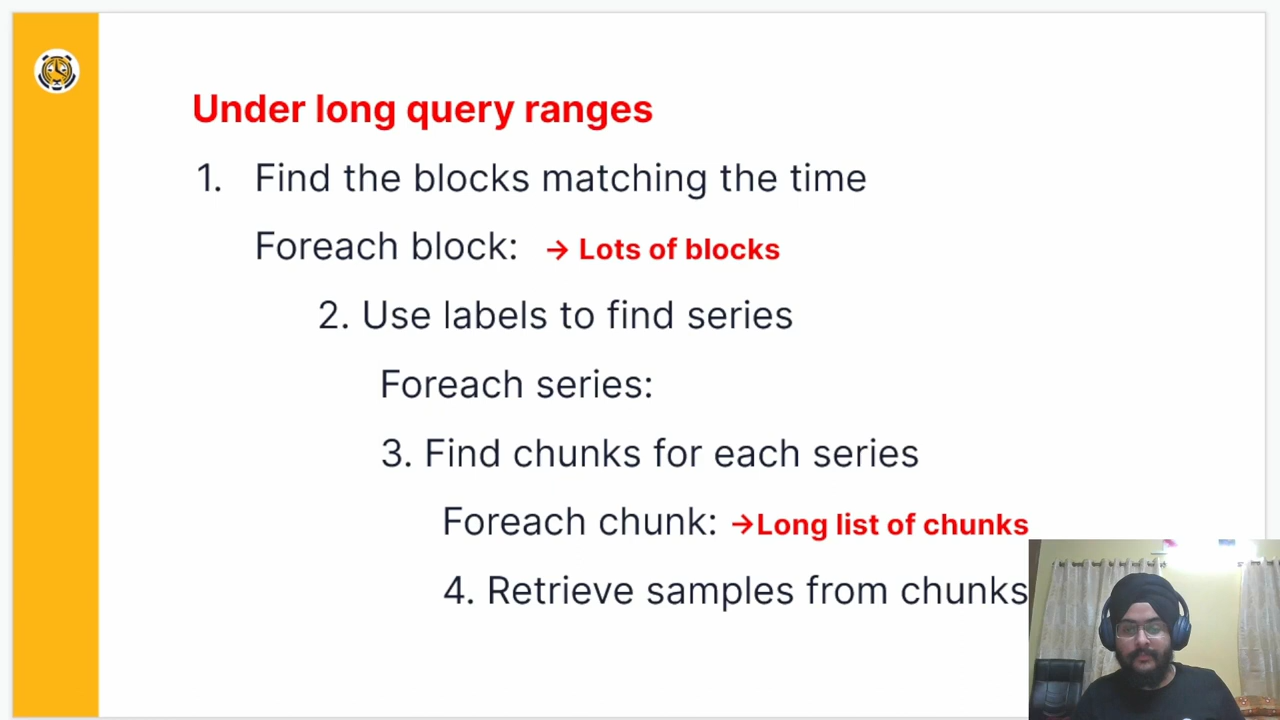 Under long query ranges
1. Find the blocks matching the time
Foreach block: → Lots of blocks
2. Use labels to find series
Foreach series:
3. Find chunks for each series
Foreach chunk: →Long list of chunks
4. Retrieve samples from chunks